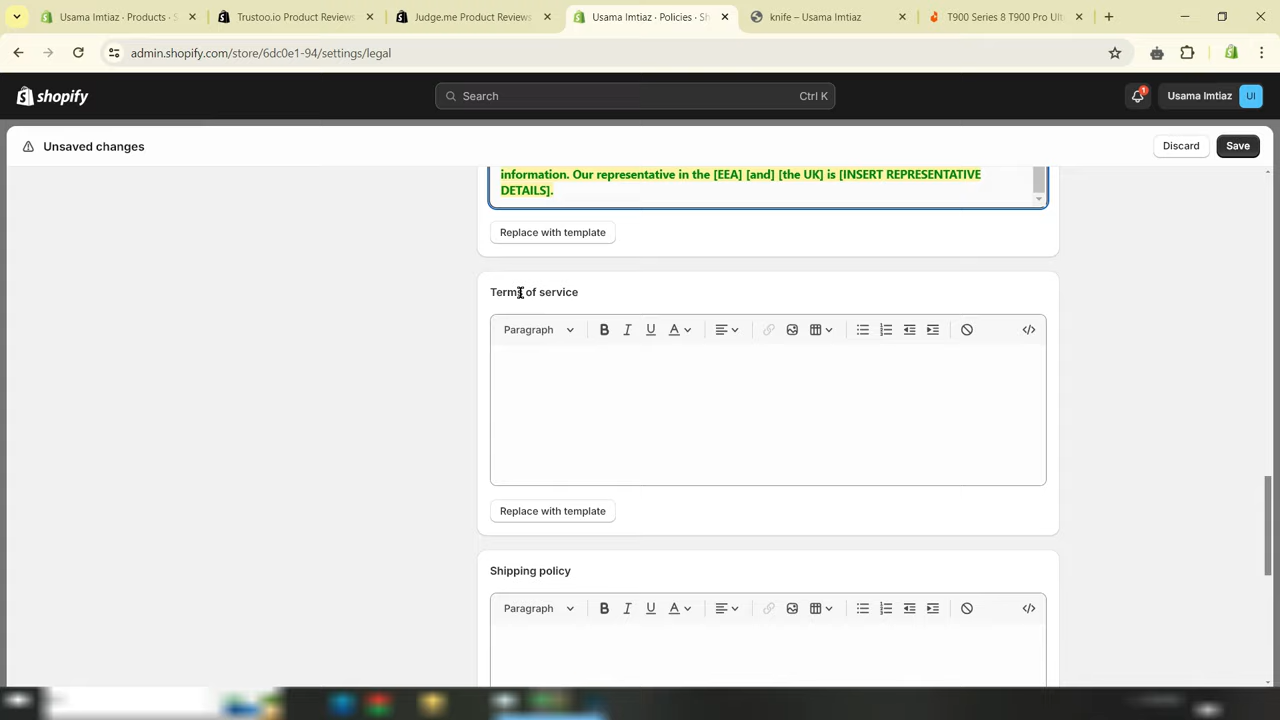 Usama Imtiaz · Products · S
Trustoo.io Product Reviews
Judge.me Product Reviews
Usama Imtiaz · Policies · Sh
knife – Usama Imtiaz
T900 Series 8 T900 Pro Ult
admin.shopify.com/store/6dc0e1-94/settings/legal
shopify
Search
Ctrl K
1
Usama Imtiaz
UI
Unsaved changes
Discard
Save
information. Our representative in the [EEA] [and] [the UK] is [INSERT REPRESENTATIVE
DETAILS].
Replace with template
Terms of service
Paragraph
B I U A
Replace with template
Shipping policy
Paragraph
B I U A